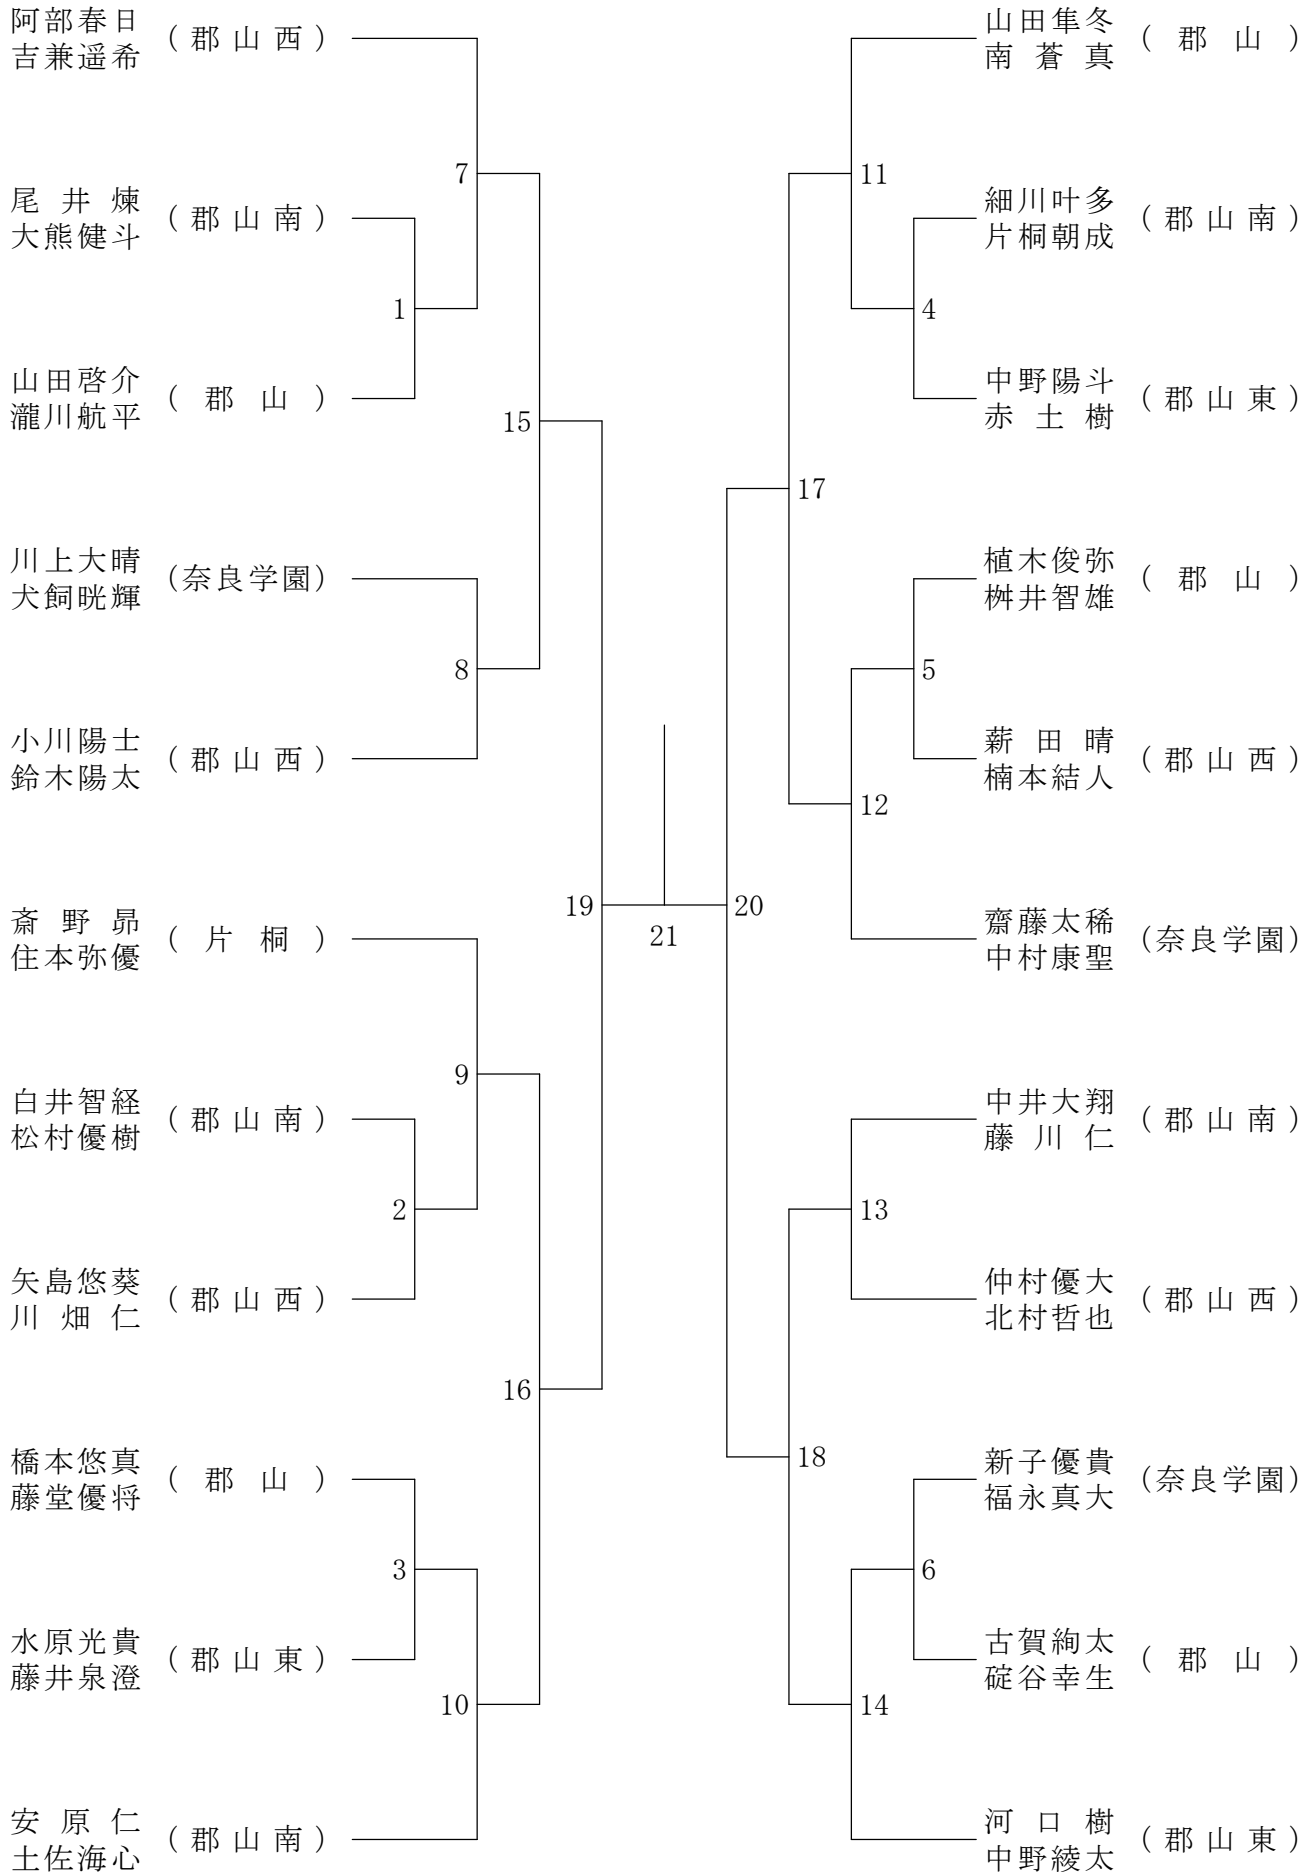 阿部春日
吉兼遥希
(郡山西)
7
尾井煉
大熊健斗
(郡山南)
1
山田啓介
瀧川航平
(郡山)
15
川上大晴
犬飼晄輝
(奈良学園)
8
小川陽士
鈴木陽太
(郡山西)
19
斎野昴
住本弥優
(片桐)
9
白井智経
松村優樹
(郡山南)
2
矢島悠葵
川畑仁
(郡山西)
16
橋本悠真
藤堂優将
(郡山)
3
水原光貴
藤井泉澄
(郡山東)
10
安原仁
土佐海心
(郡山南)
21
山田隼冬
南蒼真
(郡山)
11
細川叶多
片桐朝成
(郡山南)
4
中野陽斗
赤土樹
(郡山東)
17
植木俊弥
桝井智雄
(郡山)
5
薪田晴
楠本結人
(郡山西)
12
齋藤太稀
中村康聖
(奈良学園)
20
中井大翔
藤川仁
(郡山南)
13
仲村優大
北村哲也
(郡山西)
18
新子優貴
福永真大
(奈良学園)
6
古賀絢太
碇谷幸生
(郡山)
14
河口樹
中野綾太
(郡山東)